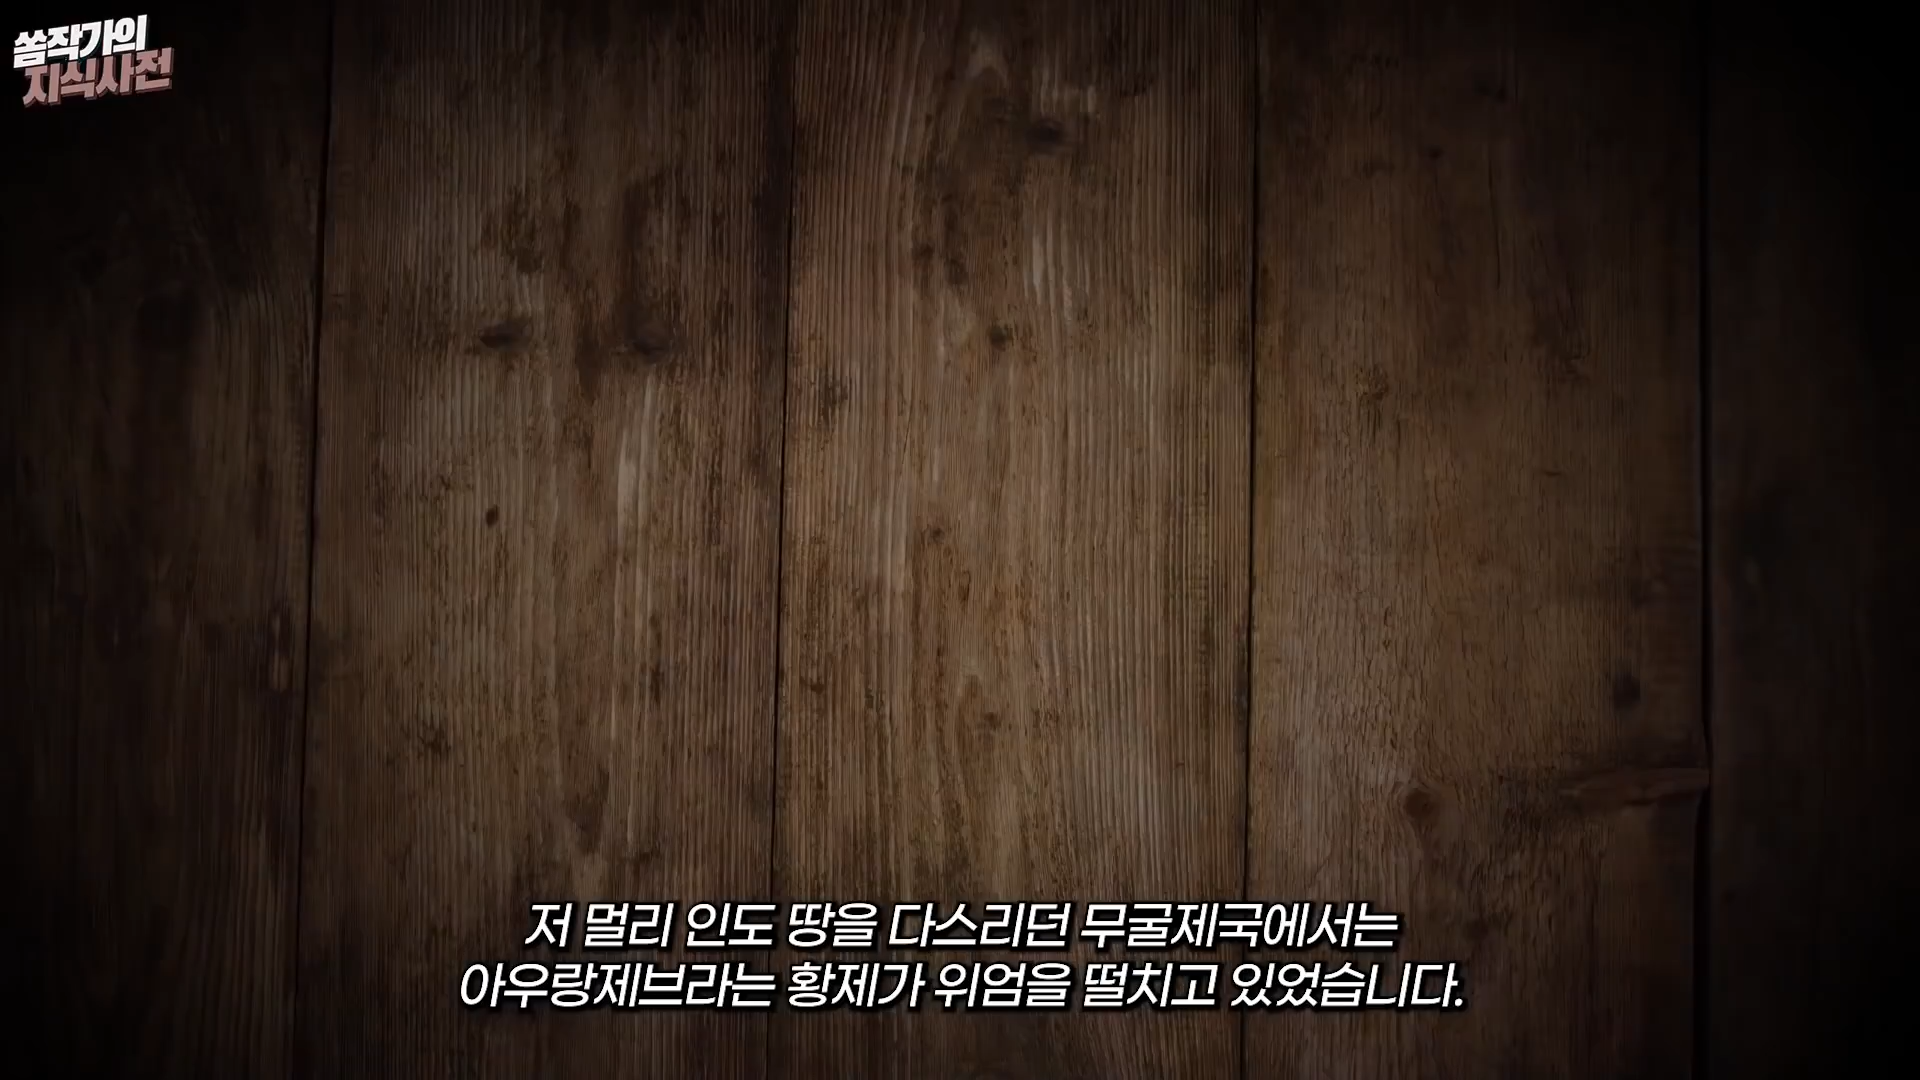 쏨작가의
지식사전
저 멀리 인도 땅을 다스리던 무굴제국에서는
아우랑제브라는 황제가 위엄을 떨치고 있었습니다.